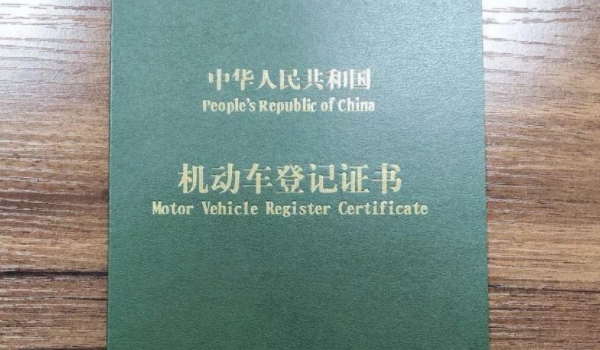 中华人民共和国
People's Republic of China
机动车登记证书
Motor Vehicle Register Certificate